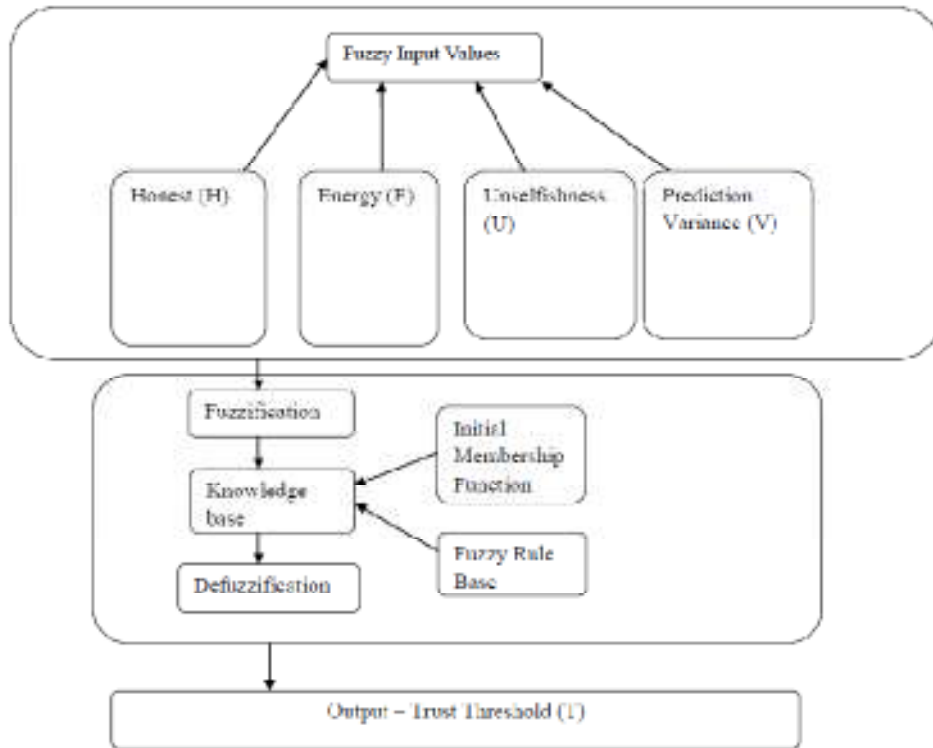 Fuzzy Input Values
Honest (H)
Energy (E)
Unselfishness
(U)
Prediction
Variance (V)
Fuzzification
Initial
Membership
Function
Knowledge
base
Fuzzy Rule
Base
Defuzzification
Output – Trust Threshold (T)